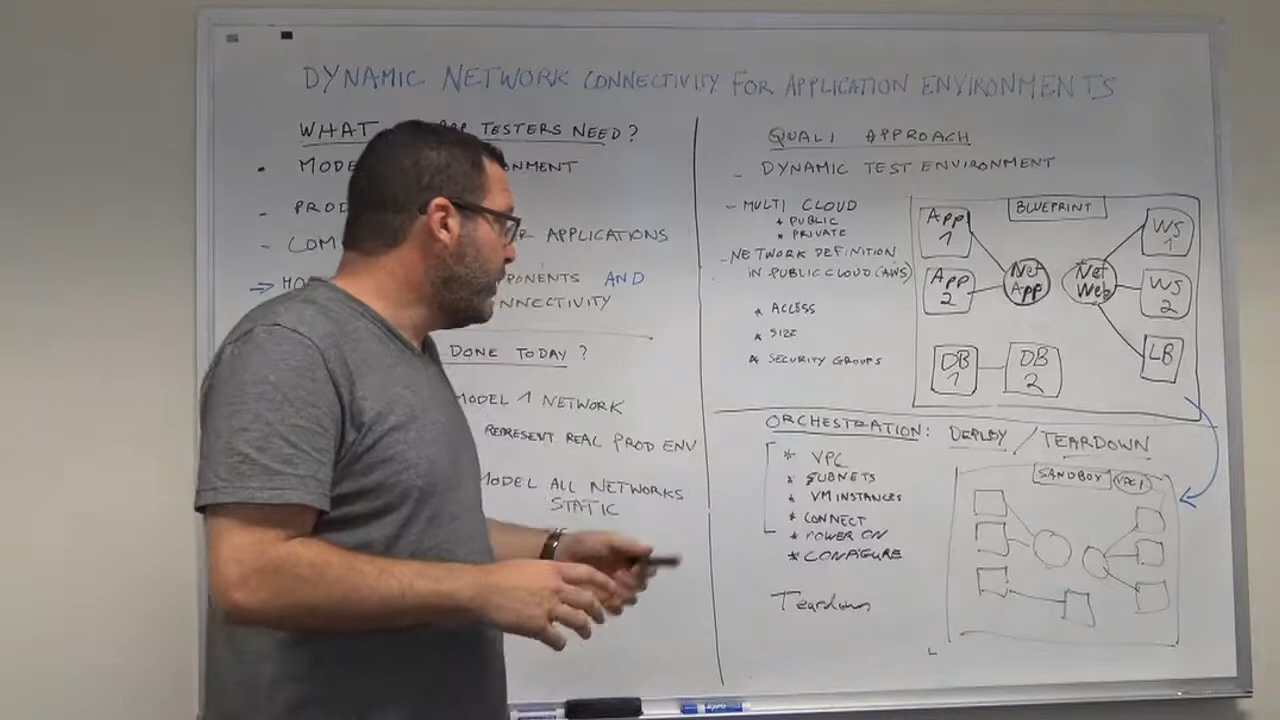 DYNAMIC NETWORK CONNECTIVITY FOR APPLICATION ENVIRONMENTS
WHAT APP TESTERS NEED?
MODE ONMENT
PROD
COM R APPLICATIONS
MO PONENTS AND
NNECTIVITY
DONE TODAY?
MODEL 1 NETWORK
REPRESENT REAL PROD ENV
MODEL ALL NETWORKS
STATIC
QUALI APPROACH
- DYNAMIC TEST ENVIRONMENT
- MULTI CLOUD
* PUBLIC
* PRIVATE
- NETWORK DEFINITION
IN PUBLIC CLOUD (AWS)
* ACCESS
* SIZE
* SECURITY GROUPS
BLUEPRINT
App 1
App 2
Net App
Net Web
WS 1
WS 2
LB
DB 1
DB 2
ORCHESTRATION: DEPLOY / TEARDOWN
* VPC
* SUBNETS
* VM INSTANCES
* CONNECT
* POWER ON
* CONFIGURE
Teardown
SANDBOX VPC1